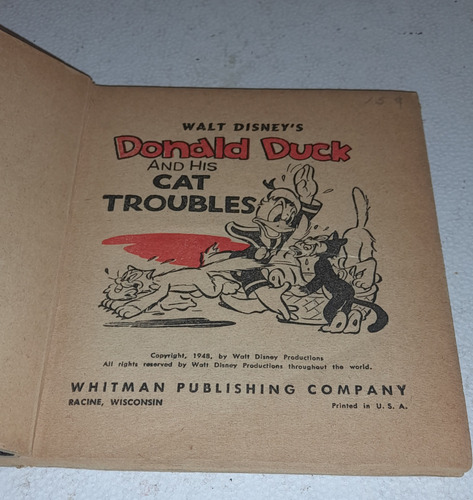 159
WALT DISNEY'S
Donald Duck
AND HIS
CAT
TROUBLES
Copyright, 1948, by Walt Disney Productions
All rights reserved by Walt Disney Productions throughout the world.
WHITMAN PUBLISHING COMPANY
RACINE, WISCONSIN Printed in U. S. A.